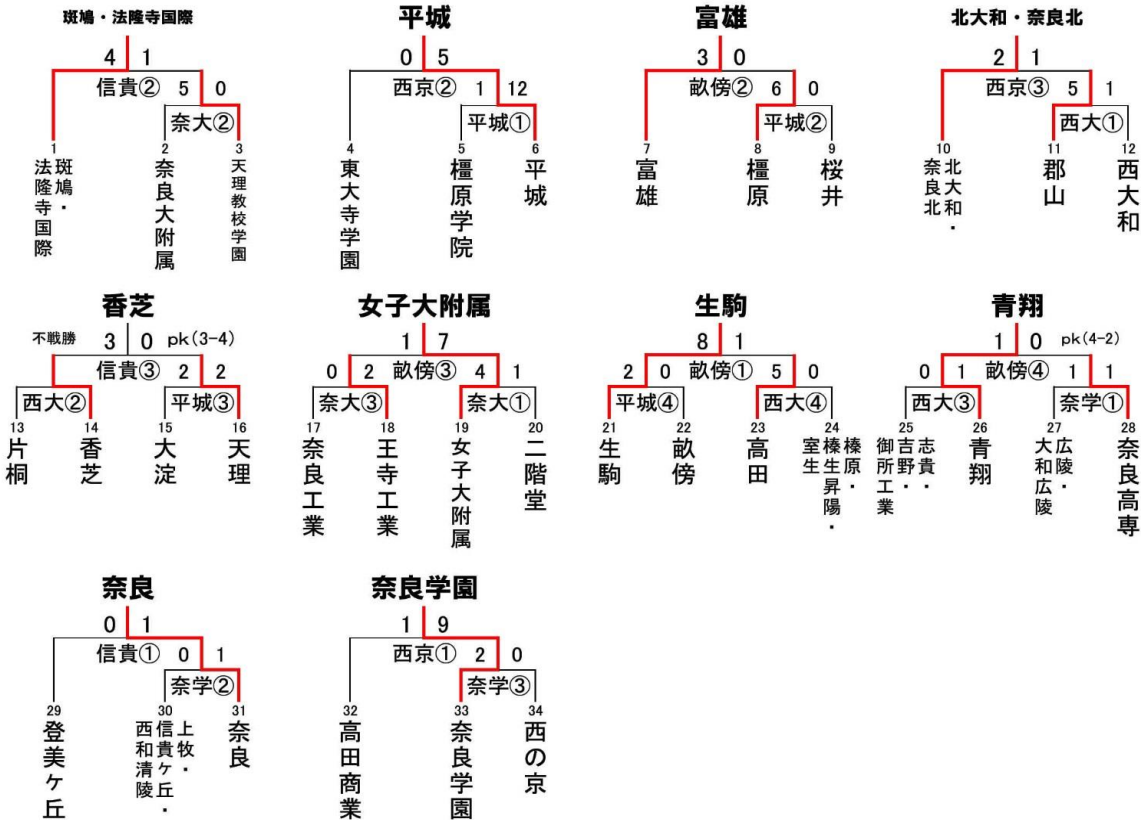 斑鳩・法隆寺国際
4 1
信貴② 5 0
奈大②
1 2 3
斑鳩・
法隆寺国際
奈良大附属
天理教校学園
平城
0 5
西京② 1 12
平城①
4 5 6
東大寺学園
橿原学院
平城
富雄
3 0
畝傍② 6 0
平城②
7 8 9
富雄
橿原
桜井
北大和・奈良北
2 1
西京③ 5 1
西大①
10 11 12
北大和・
奈良北
郡山
西大和
香芝
不戦勝 3 0 pk(3-4)
信貴③ 2 2
西大② 平城③
13 14 15 16
片桐
香芝
大淀
天理
女子大附属
1 7
0 2 畝傍③ 4 1
奈大③ 奈大①
17 18 19 20
奈良工業
王寺工業
女子大附属
二階堂
生駒
8 1
2 0 畝傍① 5 0
平城④ 西大④
21 22 23 24
生駒
畝傍
高田
榛原・
榛生昇陽・
室生
青翔
1 0 pk(4-2)
0 1 畝傍④ 1 1
西大③ 奈学①
25 26 27 28
志貴・
吉野・
御所工業
青翔
広陵・
大和広陵
奈良高専
奈良
0 1
信貴① 0 1
奈学②
29 30 31
登美ヶ丘
上牧・
信貴ヶ丘・
西和清陵
奈良
奈良学園
1 9
西京① 2 0
奈学③
32 33 34
高田商業
奈良学園
西の京